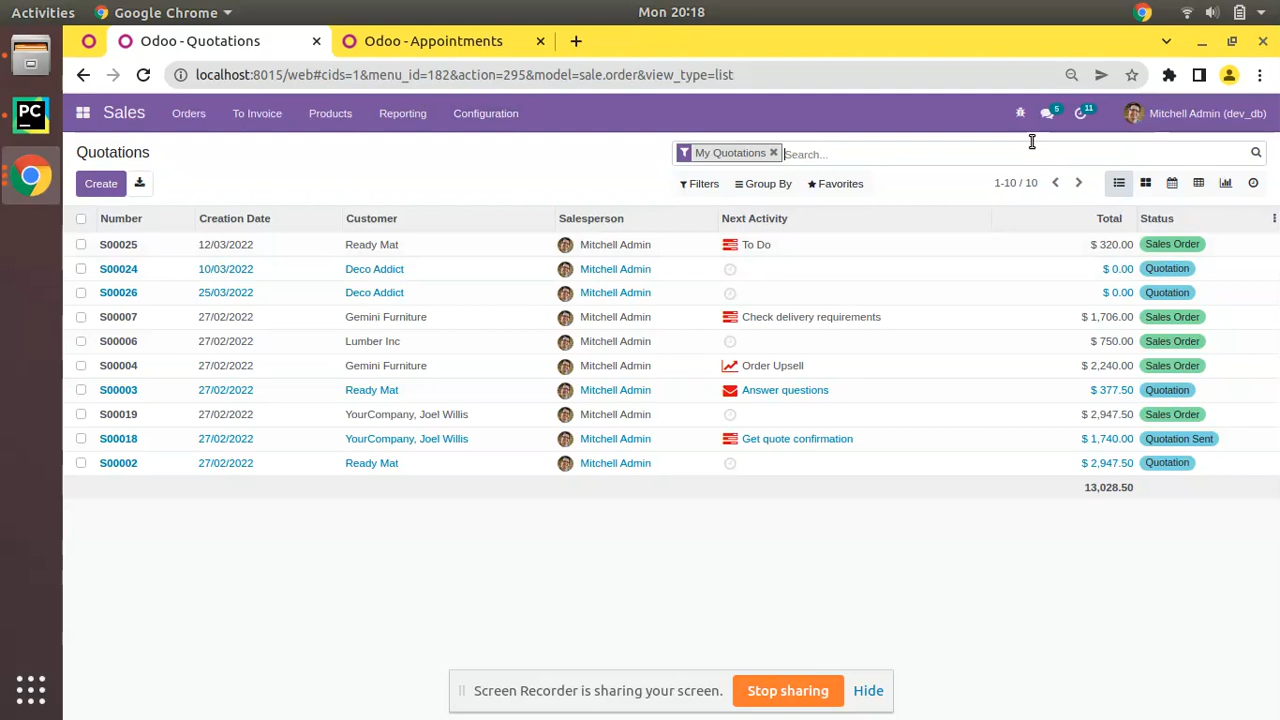 Activities Google Chrome Mon 20:18
Odoo - Quotations Odoo - Appointments
localhost:8015/web#cids=1&menu_id=182&action=295&model=sale.order&view_type=list
PC Sales Orders To Invoice Products Reporting Configuration 5 11 Mitchell Admin (dev_db)
Quotations My Quotations Search...
Create Filters Group By Favorites 1-10 / 10
Number Creation Date Customer Salesperson Next Activity Total Status
S00025 12/03/2022 Ready Mat Mitchell Admin To Do $ 320.00 Sales Order
S00024 10/03/2022 Deco Addict Mitchell Admin $ 0.00 Quotation
S00026 25/03/2022 Deco Addict Mitchell Admin $ 0.00 Quotation
S00007 27/02/2022 Gemini Furniture Mitchell Admin Check delivery requirements $ 1,706.00 Sales Order
S00006 27/02/2022 Lumber Inc Mitchell Admin $ 750.00 Sales Order
S00004 27/02/2022 Gemini Furniture Mitchell Admin Order Upsell $ 2,240.00 Sales Order
S00003 27/02/2022 Ready Mat Mitchell Admin Answer questions $ 377.50 Quotation
S00019 27/02/2022 YourCompany, Joel Willis Mitchell Admin $ 2,947.50 Sales Order
S00018 27/02/2022 YourCompany, Joel Willis Mitchell Admin Get quote confirmation $ 1,740.00 Quotation Sent
S00002 27/02/2022 Ready Mat Mitchell Admin $ 2,947.50 Quotation
13,028.50
Screen Recorder is sharing your screen. Stop sharing Hide